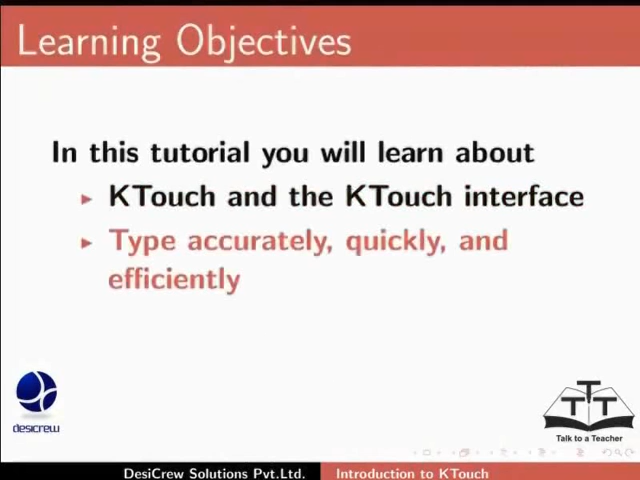 Learning Objectives
In this tutorial you will learn about
KTouch and the KTouch interface
Type accurately, quickly, and
efficiently
desicrew
T T T
Talk to a Teacher
DesiCrew Solutions Pvt.Ltd. Introduction to KTouch